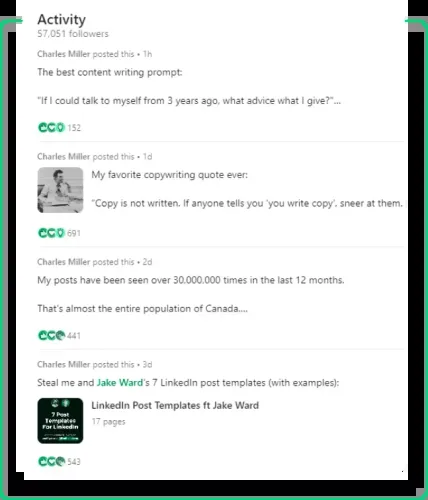 Activity
57,051 followers
Charles Miller posted this • 1h
The best content writing prompt:
"If I could talk to myself from 3 years ago, what advice what I give?"...
152
Charles Miller posted this • 1d
My favorite copywriting quote ever:
"Copy is not written. If anyone tells you 'you write copy', sneer at them.
691
Charles Miller posted this • 2d
My posts have been seen over 30,000,000 times in the last 12 months.
That's almost the entire population of Canada....
441
Charles Miller posted this • 3d
Steal me and Jake Ward's 7 LinkedIn post templates (with examples):
7 Post
Templates
For LinkedIn
LinkedIn Post Templates ft Jake Ward
17 pages
543